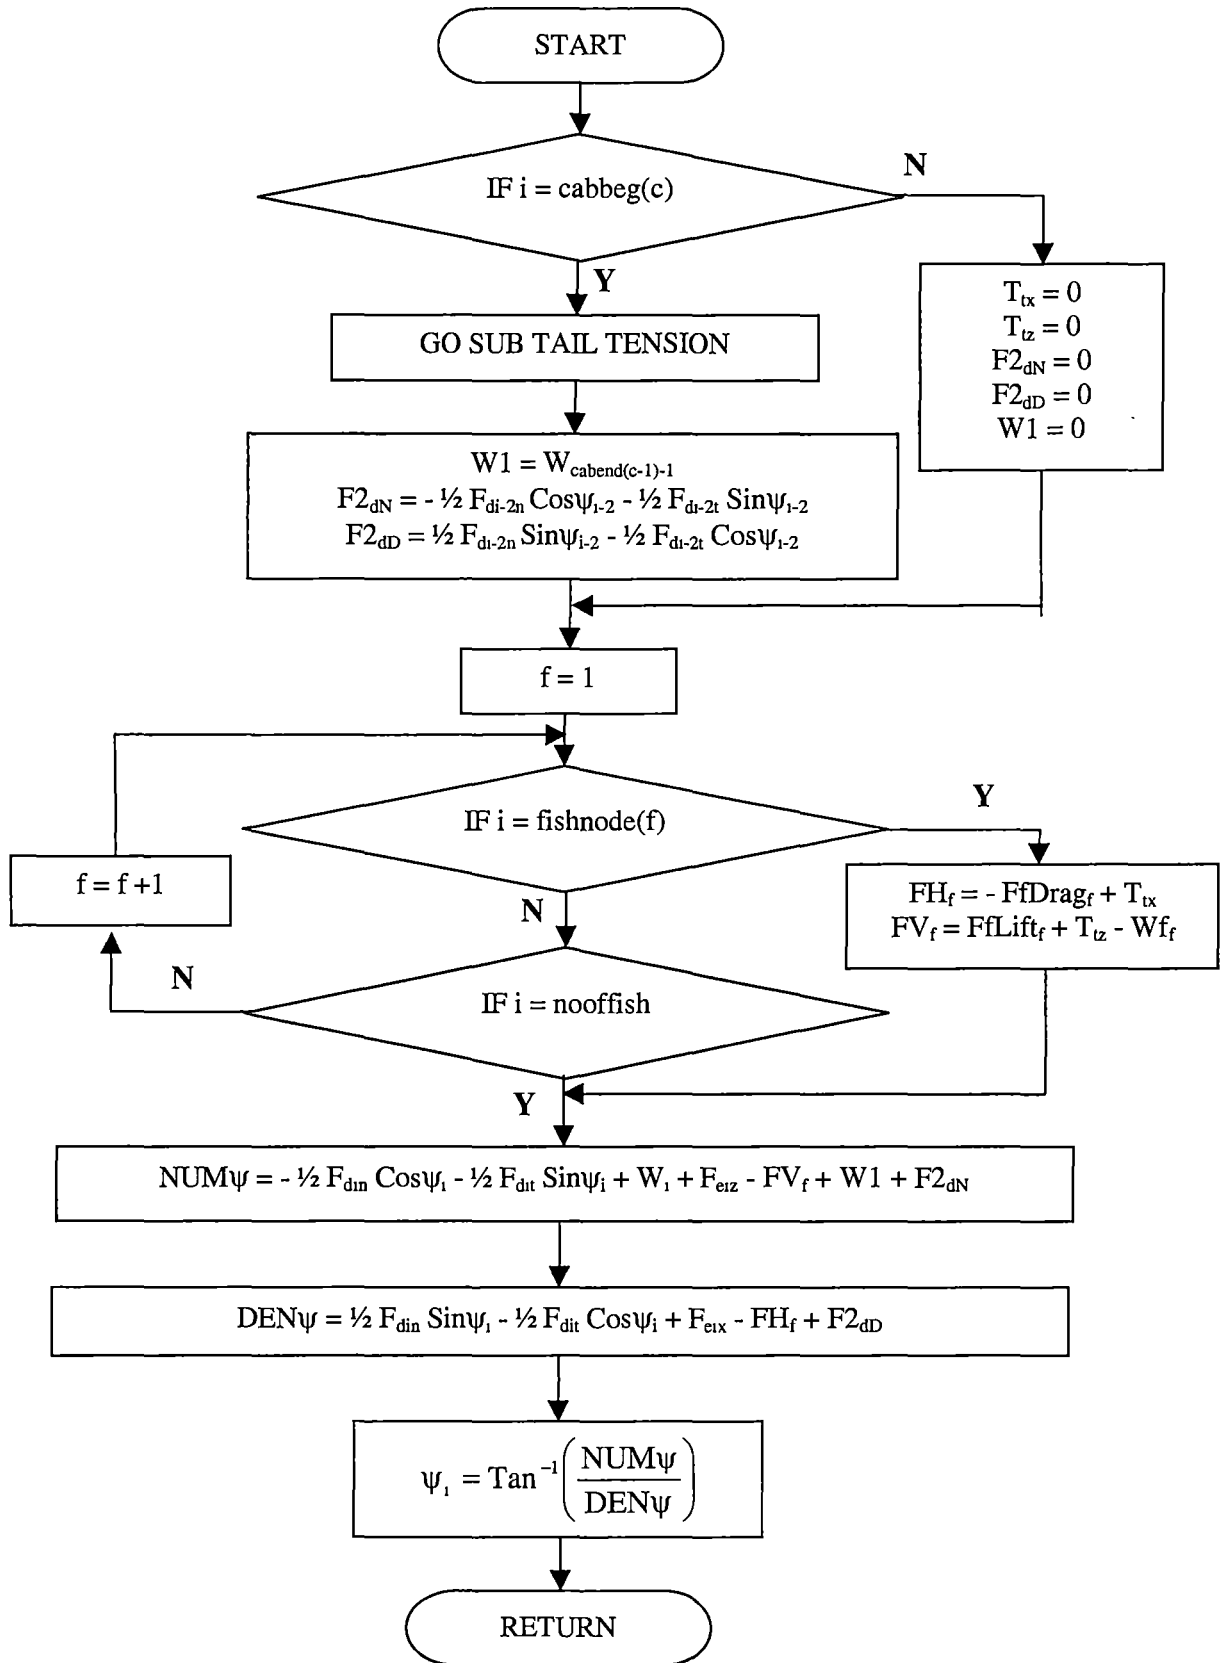 START
IF i = cabbeg(c)
N
Y
T_tx = 0
T_tz = 0
F2_dN = 0
F2_dD = 0
W1 = 0
GO SUB TAIL TENSION
W1 = W_cabend(c-1)-1
F2_dN = - ½ F_di-2n Cosψ_i-2 - ½ F_di-2t Sinψ_i-2
F2_dD = ½ F_di-2n Sinψ_i-2 - ½ F_di-2t Cosψ_i-2
f = 1
IF i = fishnode(f)
Y
f = f +1
FH_f = - FfDrag_f + T_tx
FV_f = FfLift_f + T_tz - Wf_f
N
N
IF i = nooffish
Y
NUMψ = - ½ F_din Cosψ_i - ½ F_dit Sinψ_i + W_i + F_eiz - FV_f + W1 + F2_dN
DENψ = ½ F_din Sinψ_i - ½ F_dit Cosψ_i + F_eix - FH_f + F2_dD
ψ_i = Tan^-1 (NUMψ / DENψ)
RETURN